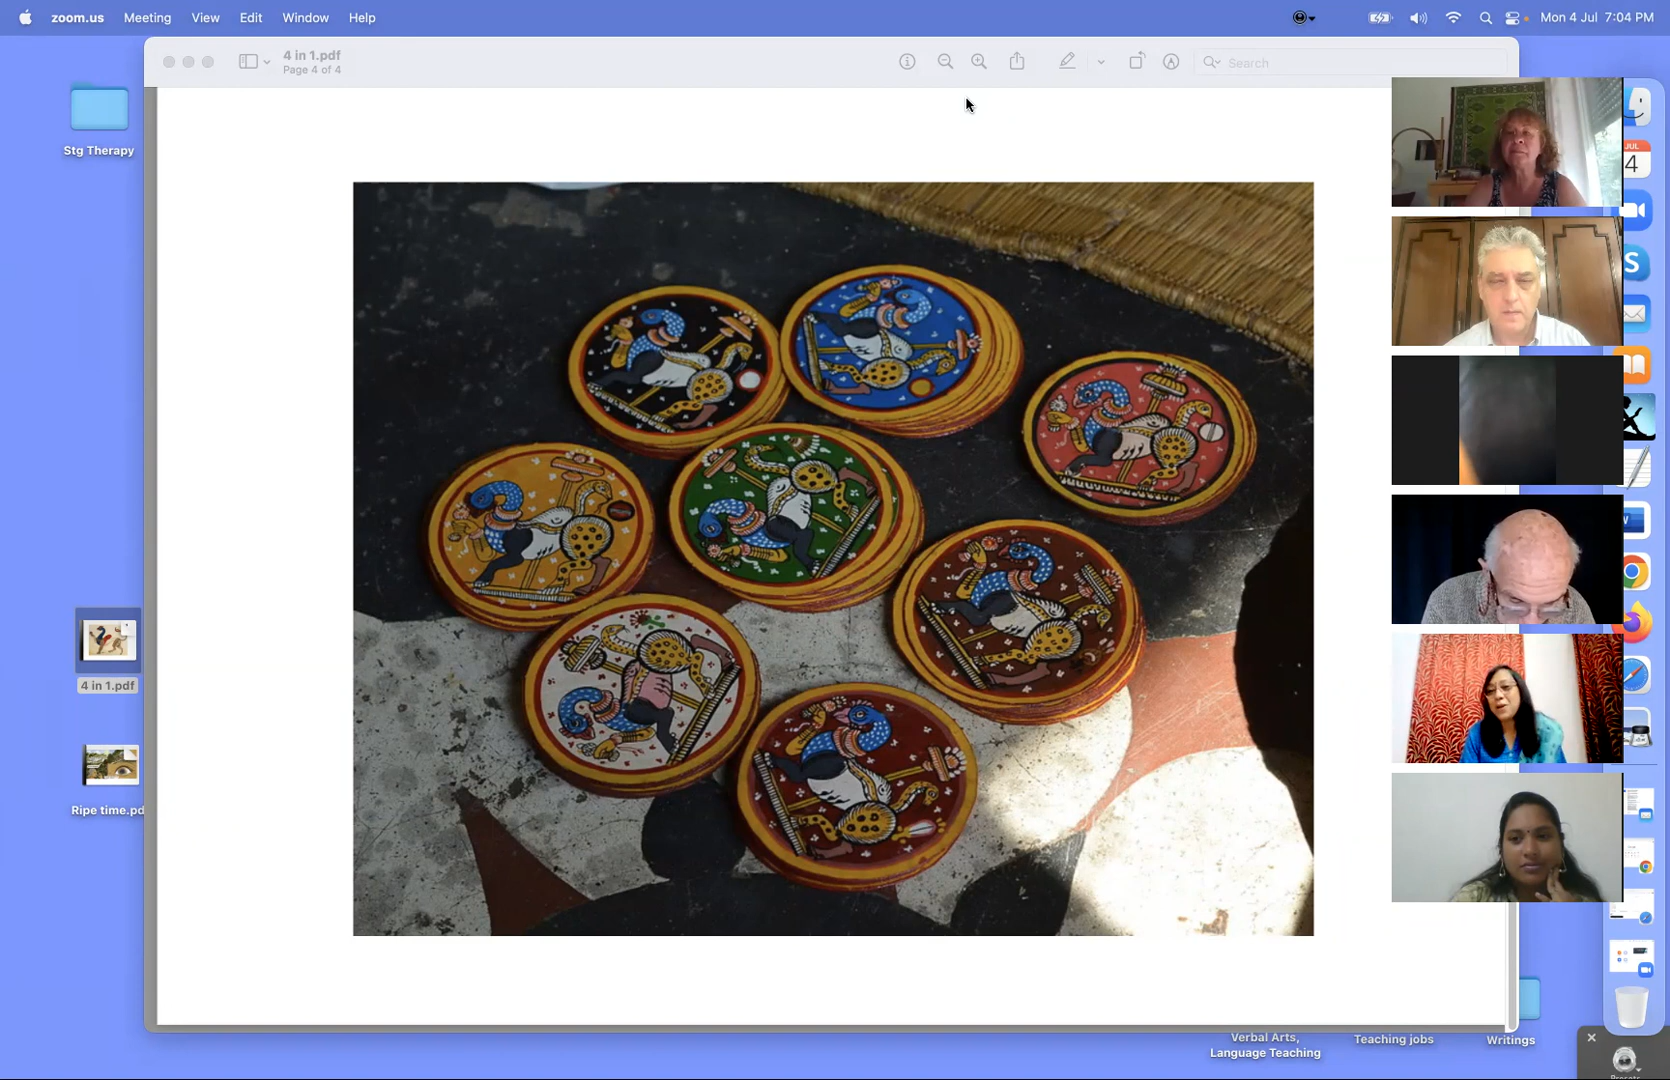 zoom.us Meeting View Edit Window Help Mon 4 Jul 7:04 PM
4 in 1.pdf
Page 4 of 4
Search
Stg Therapy
JUL
4
S
4 in 1.pdf
W
Ripe time.pd
Verbal Arts,
Language Teaching
Teaching jobs
Writings
Presets